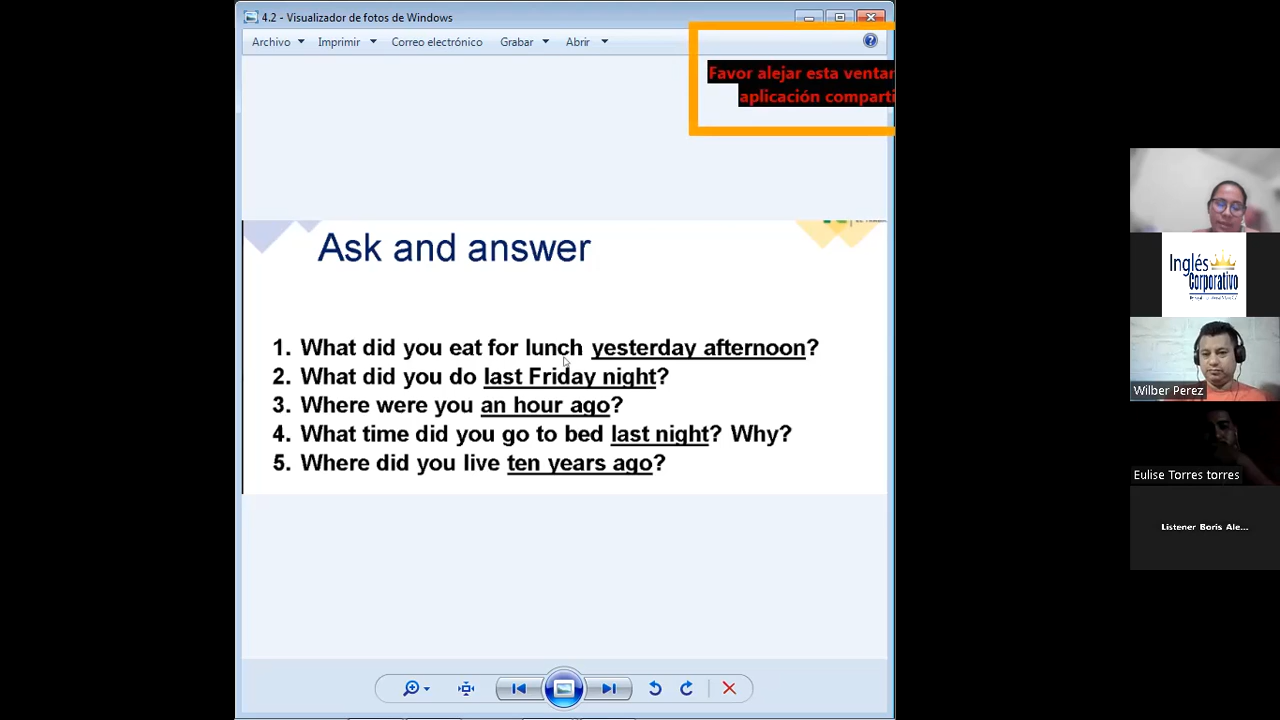 4.2 - Visualizador de fotos de Windows
Archivo Imprimir Correo electrónico Grabar Abrir
Favor alejar esta ventan
aplicación comparti
Ask and answer
1. What did you eat for lunch yesterday afternoon?
2. What did you do last Friday night?
3. Where were you an hour ago?
4. What time did you go to bed last night? Why?
5. Where did you live ten years ago?
Inglés
Corporativo
Wilber Perez
Eulise Torres torres
Listener Boris Ale...